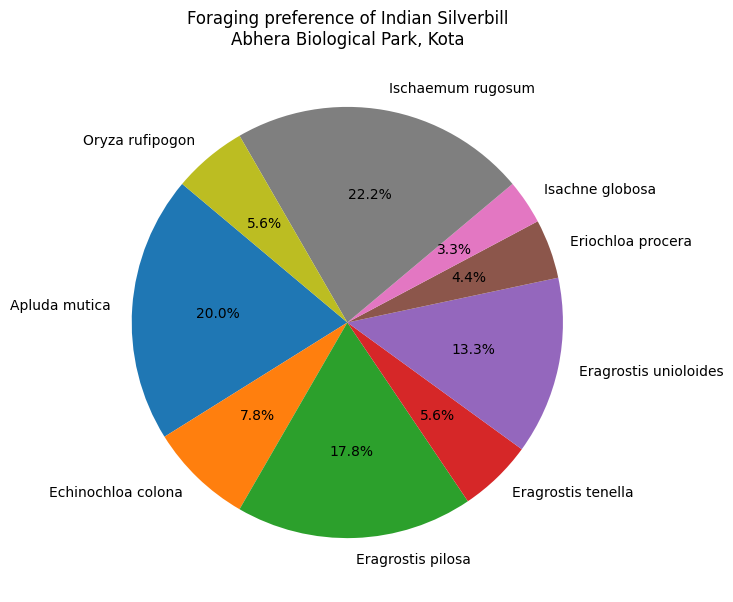 Foraging preference of Indian Silverbill
Abhera Biological Park, Kota
Ischaemum rugosum
Oryza rufipogon
Isachne globosa
Eriochloa procera
Apluda mutica
Eragrostis unioloides
Echinochloa colona
Eragrostis tenella
Eragrostis pilosa
22.2%
5.6%
3.3%
4.4%
20.0%
13.3%
7.8%
5.6%
17.8%